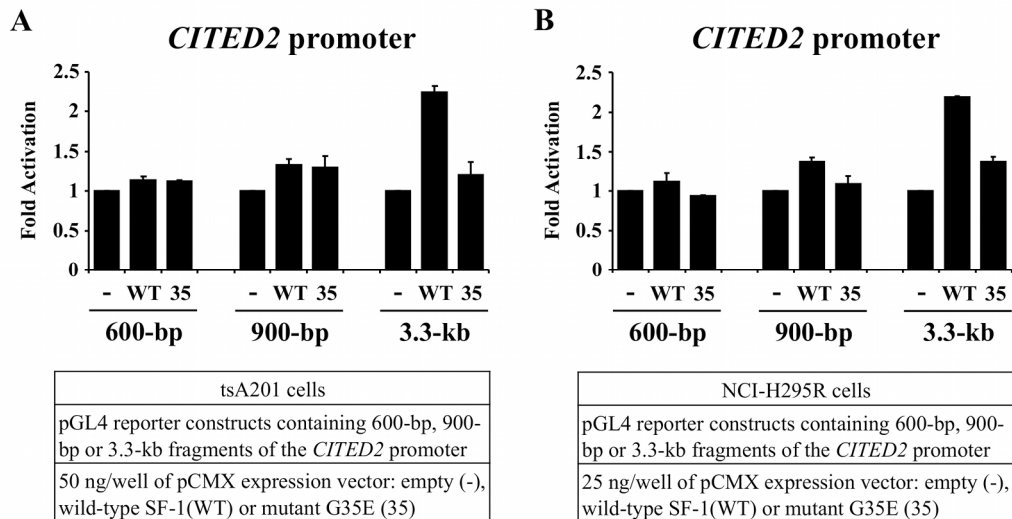 A
CITED2 promoter
Fold Activation
2.5
2
1.5
1
0.5
0
- WT 35 - WT 35 - WT 35
600-bp 900-bp 3.3-kb
tsA201 cells
pGL4 reporter constructs containing 600-bp, 900-
bp or 3.3-kb fragments of the CITED2 promoter
50 ng/well of pCMX expression vector: empty (-),
wild-type SF-1(WT) or mutant G35E (35)
B
CITED2 promoter
Fold Activation
2.5
2
1.5
1
0.5
0
- WT 35 - WT 35 - WT 35
600-bp 900-bp 3.3-kb
NCI-H295R cells
pGL4 reporter constructs containing 600-bp, 900-
bp or 3.3-kb fragments of the CITED2 promoter
25 ng/well of pCMX expression vector: empty (-),
wild-type SF-1(WT) or mutant G35E (35)